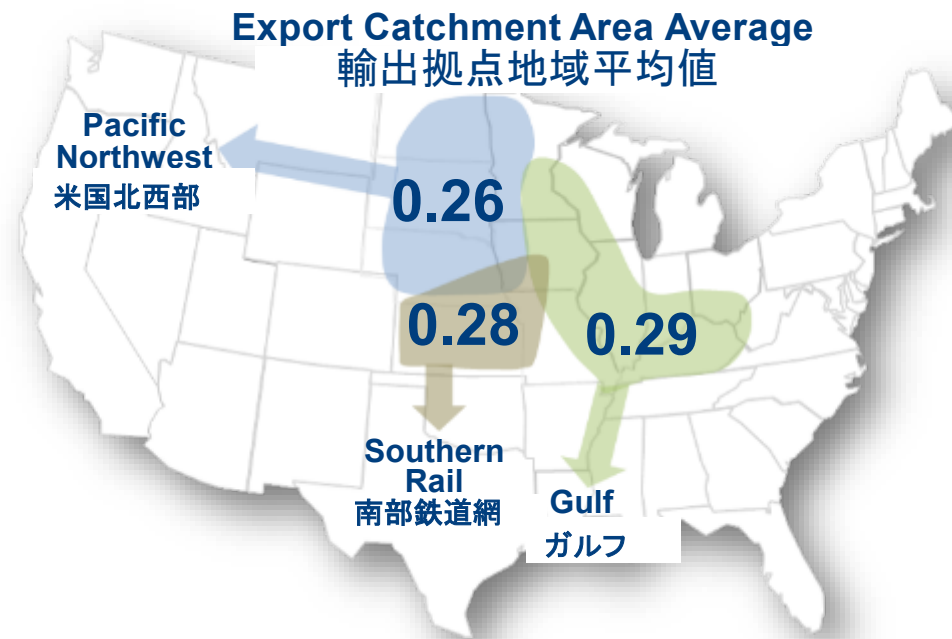 Export Catchment Area Average
輸出拠点地域平均値
Pacific
Northwest
米国北西部
0.26
0.28
0.29
Southern
Rail
南部鉄道網
Gulf
ガルフ